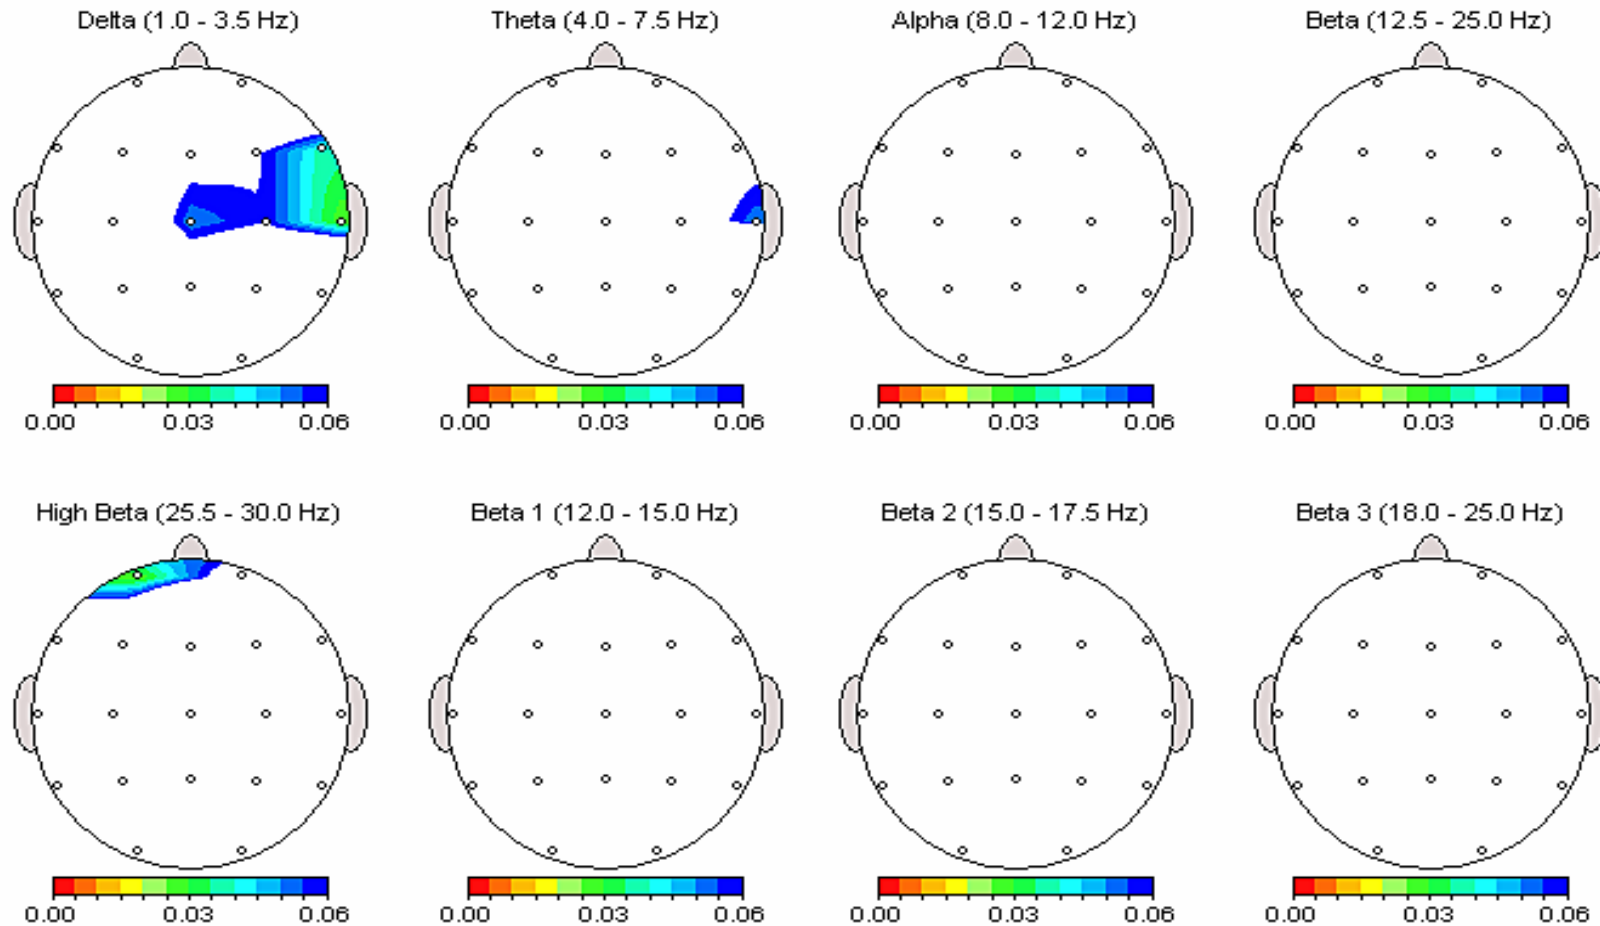 Delta (1.0 - 3.5 Hz) Theta (4.0 - 7.5 Hz) Alpha (8.0 - 12.0 Hz) Beta (12.5 - 25.0 Hz)
0.00 0.03 0.06 0.00 0.03 0.06 0.00 0.03 0.06 0.00 0.03 0.06
High Beta (25.5 - 30.0 Hz) Beta 1 (12.0 - 15.0 Hz) Beta 2 (15.0 - 17.5 Hz) Beta 3 (18.0 - 25.0 Hz)
0.00 0.03 0.06 0.00 0.03 0.06 0.00 0.03 0.06 0.00 0.03 0.06